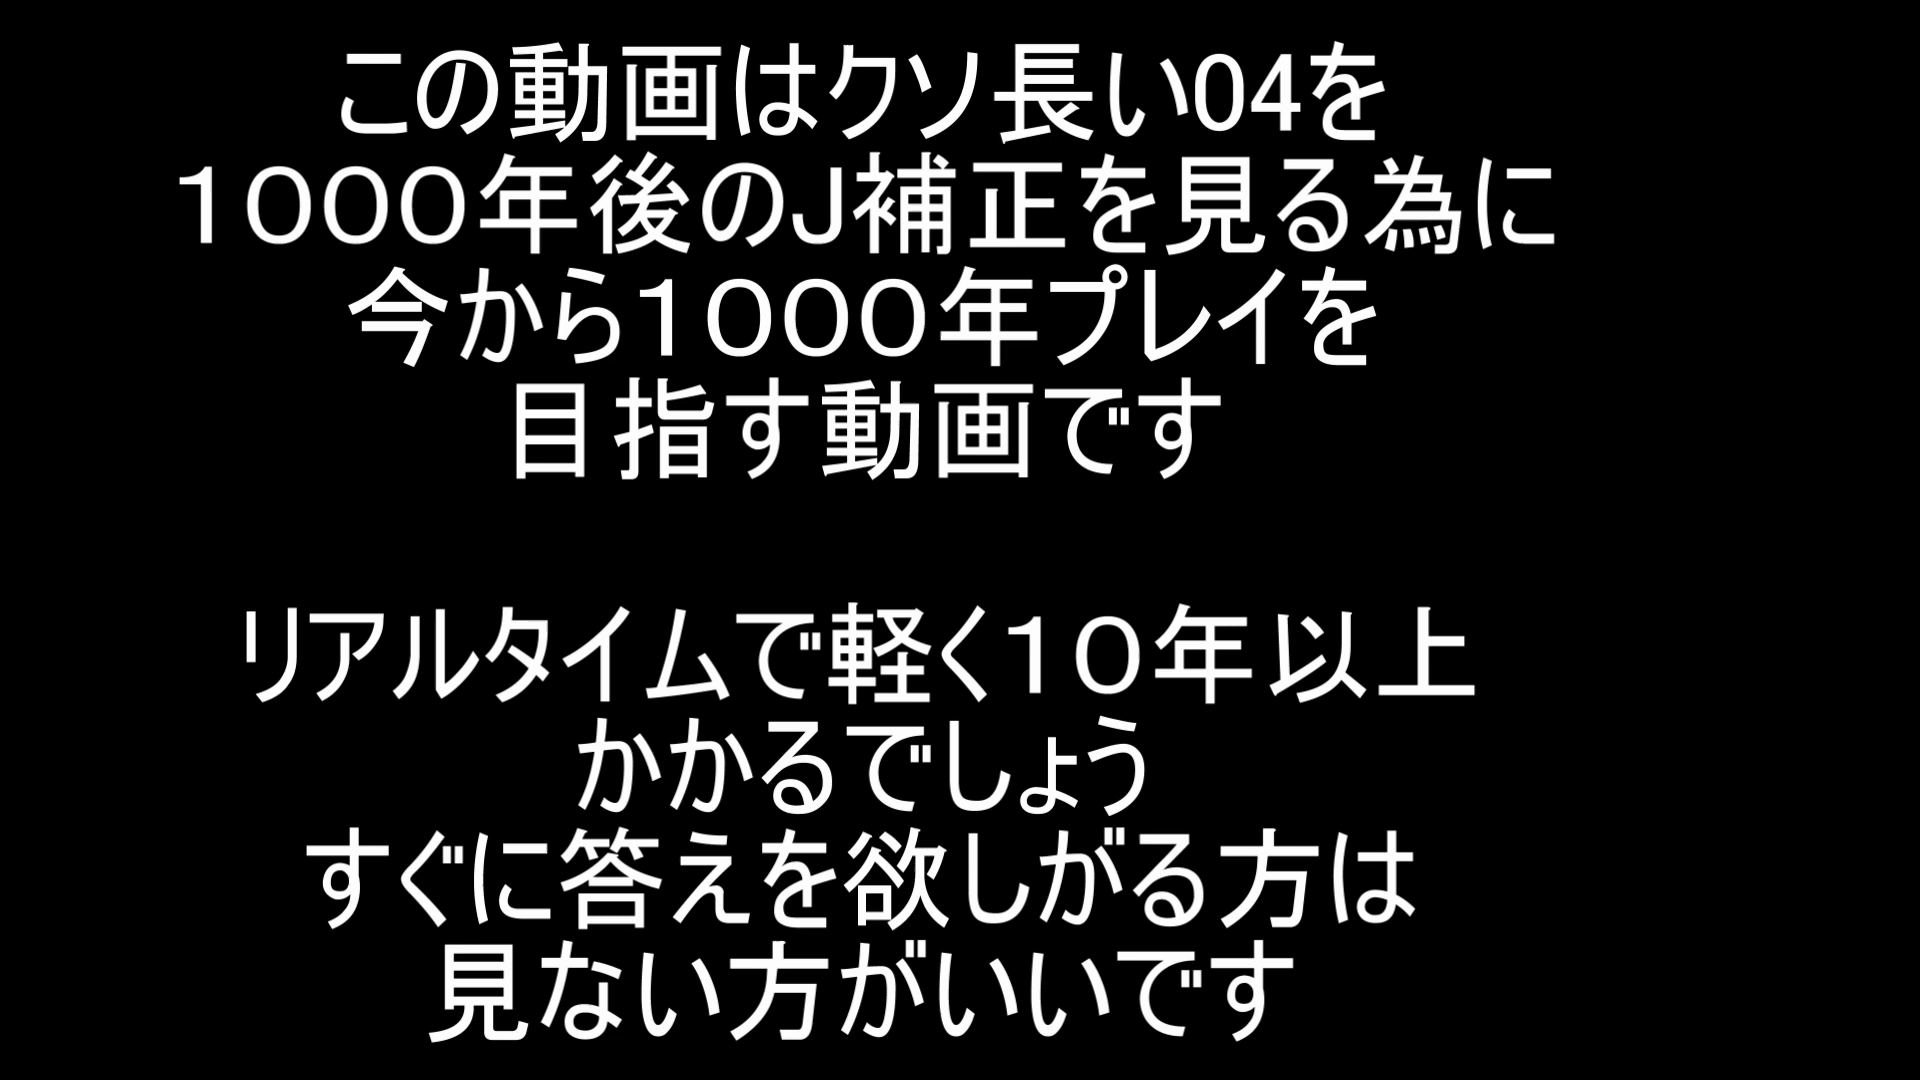 この動画はクソ長い04を
１０００年後のJ補正を見る為に
今から１０００年プレイを
目指す動画です
リアルタイムで軽く１０年以上
かかるでしょう
すぐに答えを欲しがる方は
見ない方がいいです